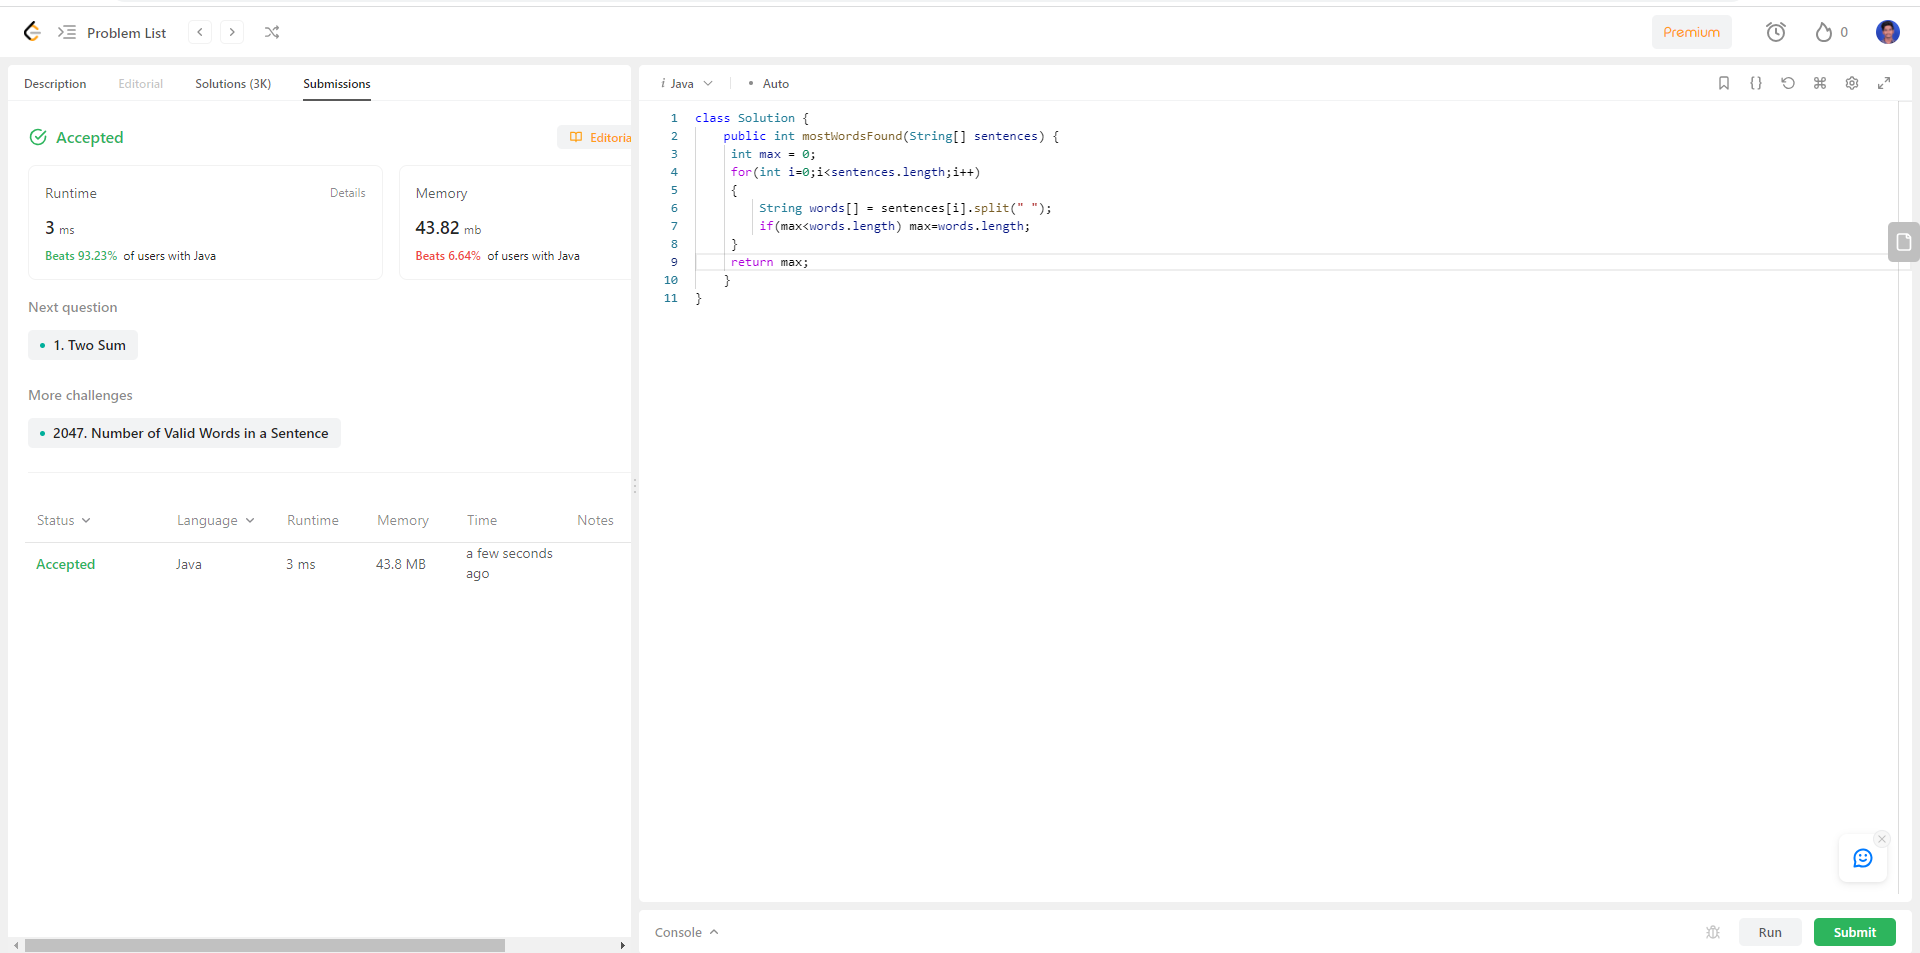 Problem List
Premium
0
Description Editorial Solutions (3K) Submissions
Accepted
Editoria
Runtime Details
3 ms
Beats 93.23% of users with Java
Memory
43.82 mb
Beats 6.64% of users with Java
Next question
1. Two Sum
More challenges
2047. Number of Valid Words in a Sentence
Status Language Runtime Memory Time Notes
Accepted Java 3 ms 43.8 MB a few seconds
ago
i Java • Auto
{}
1 class Solution {
2 public int mostWordsFound(String[] sentences) {
3 int max = 0;
4 for(int i=0;i<sentences.length;i++)
5 {
6 String words[] = sentences[i].split(" ");
7 if(max<words.length) max=words.length;
8 }
9 return max;
10 }
11 }
Console
Run
Submit